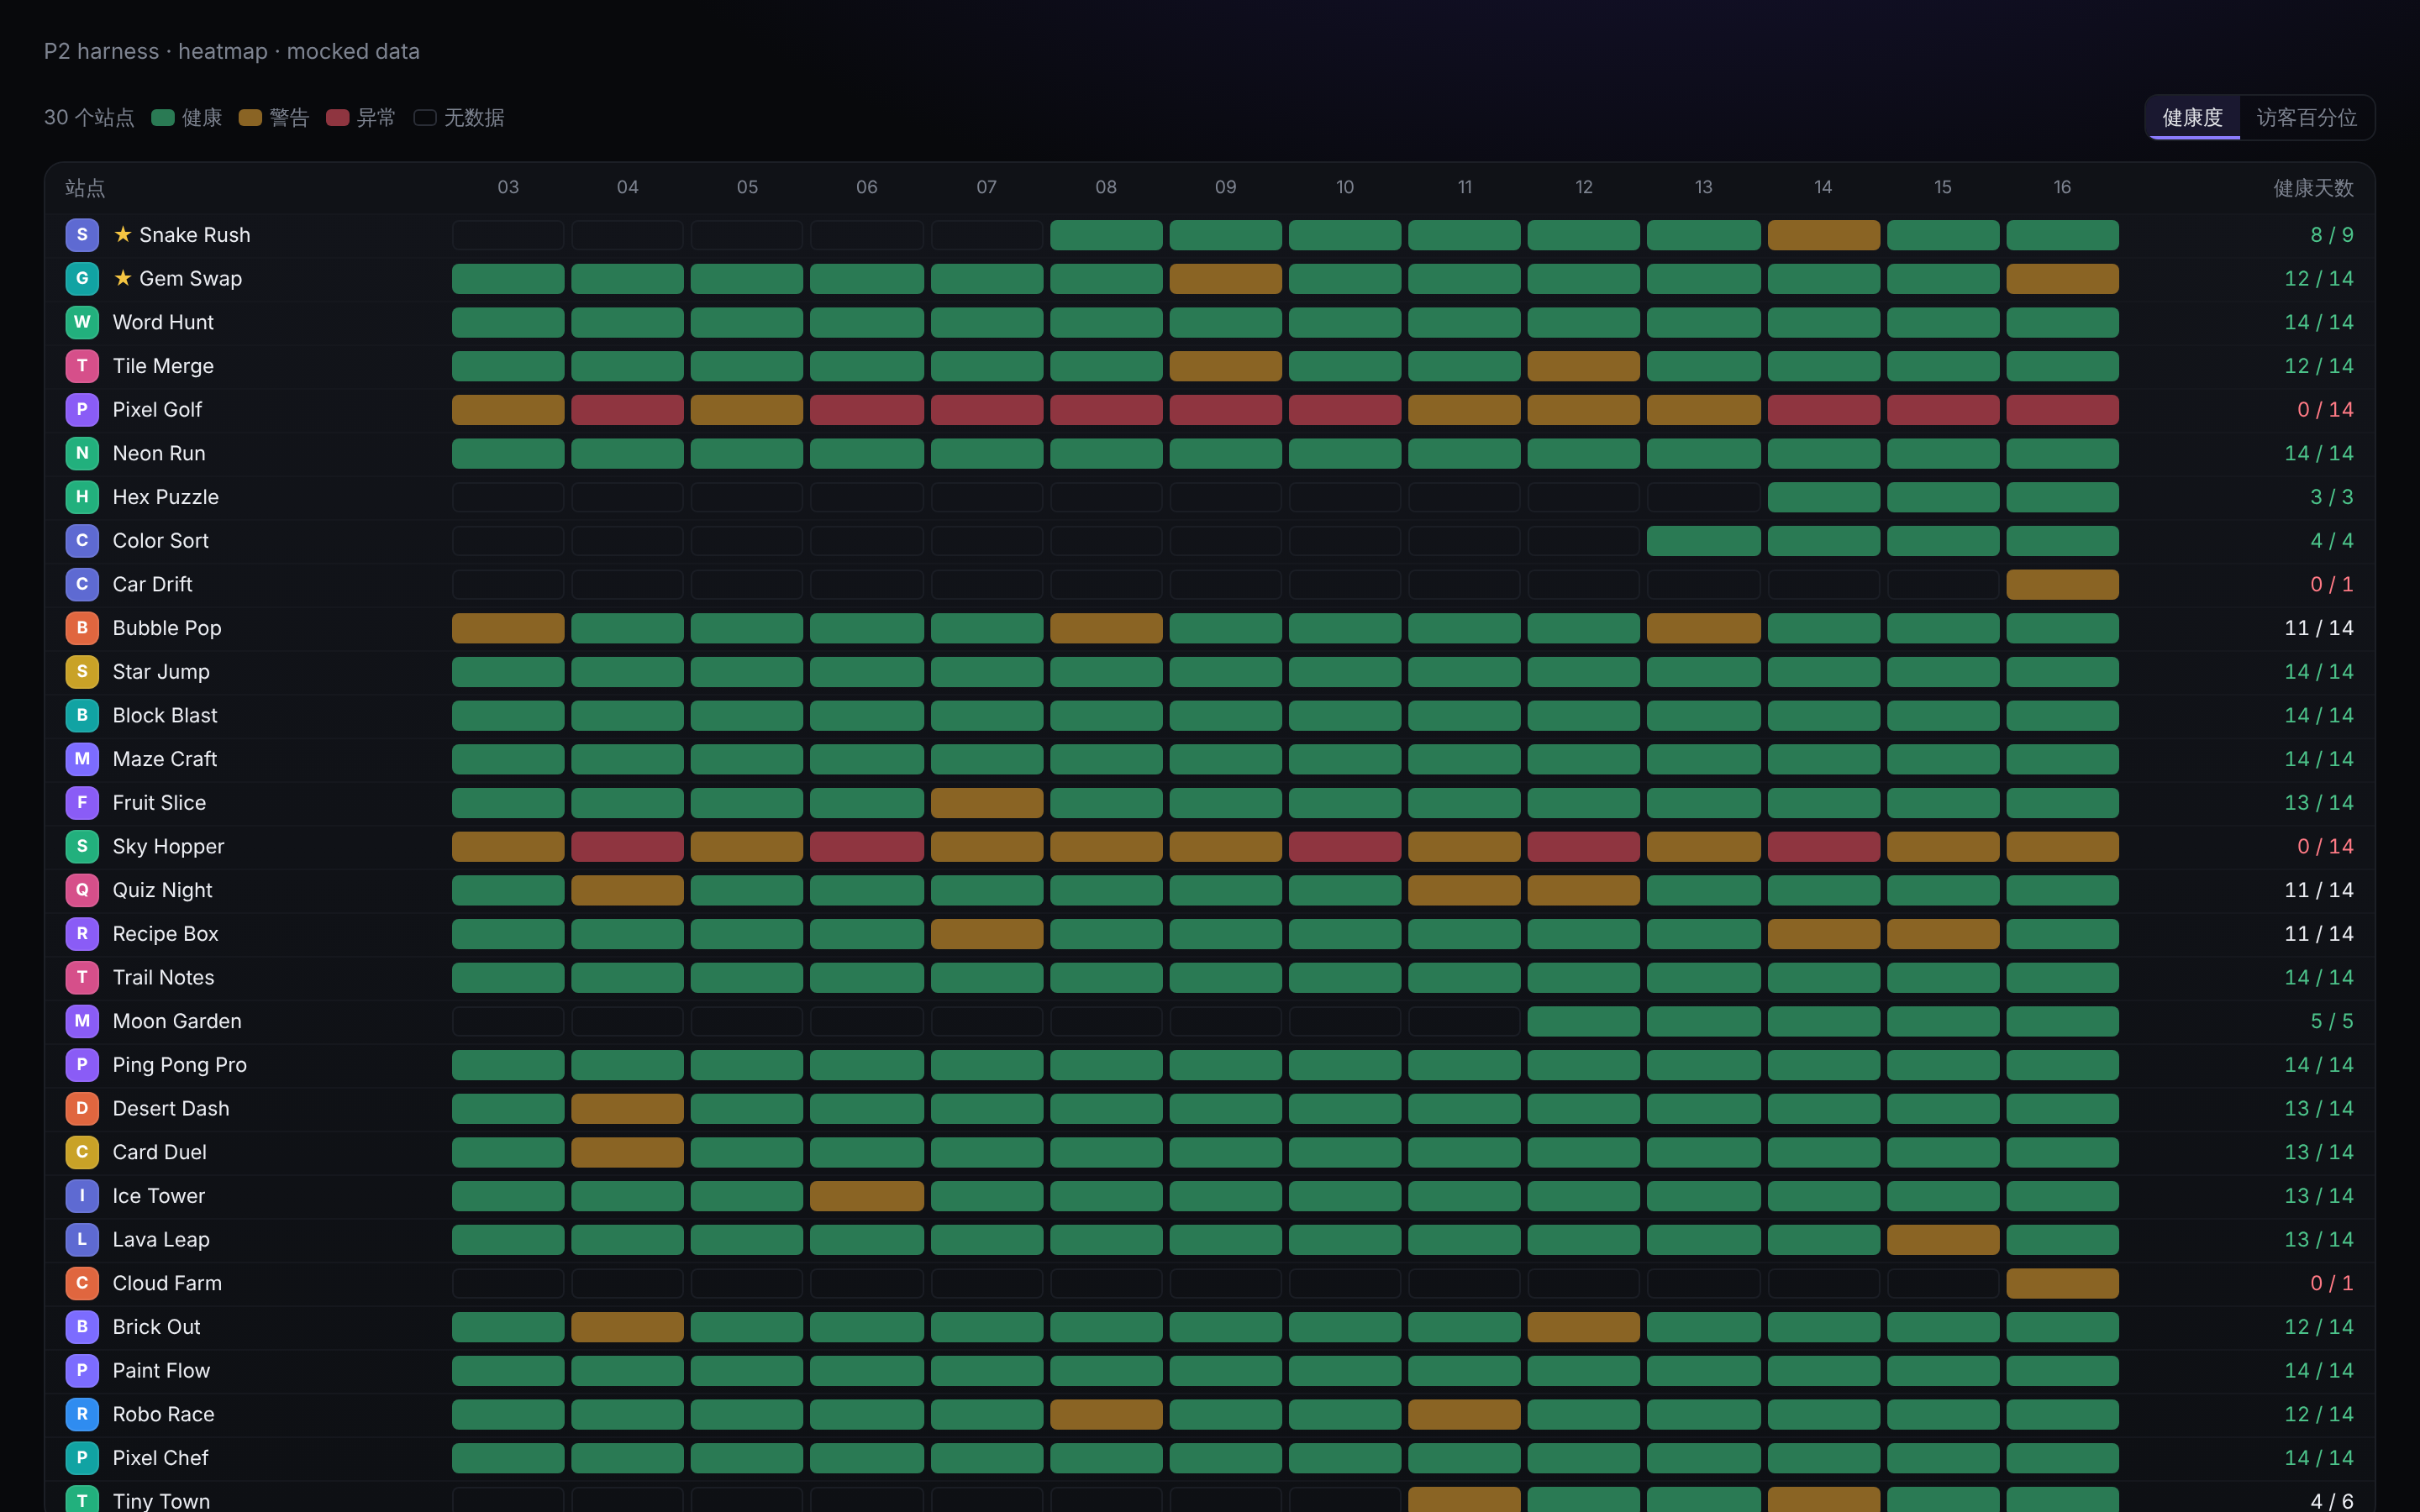 P2 harness · heatmap · mocked data
30 个站点 健康 警告 异常 无数据 健康度 访客百分位
站点 03 04 05 06 07 08 09 10 11 12 13 14 15 16 健康天数
S ★ Snake Rush 8 / 9
G ★ Gem Swap 12 / 14
W Word Hunt 14 / 14
T Tile Merge 12 / 14
P Pixel Golf 0 / 14
N Neon Run 14 / 14
H Hex Puzzle 3 / 3
C Color Sort 4 / 4
C Car Drift 0 / 1
B Bubble Pop 11 / 14
S Star Jump 14 / 14
B Block Blast 14 / 14
M Maze Craft 14 / 14
F Fruit Slice 13 / 14
S Sky Hopper 0 / 14
Q Quiz Night 11 / 14
R Recipe Box 11 / 14
T Trail Notes 14 / 14
M Moon Garden 5 / 5
P Ping Pong Pro 14 / 14
D Desert Dash 13 / 14
C Card Duel 13 / 14
I Ice Tower 13 / 14
L Lava Leap 13 / 14
C Cloud Farm 0 / 1
B Brick Out 12 / 14
P Paint Flow 14 / 14
R Robo Race 12 / 14
P Pixel Chef 14 / 14
T Tiny Town 4 / 6